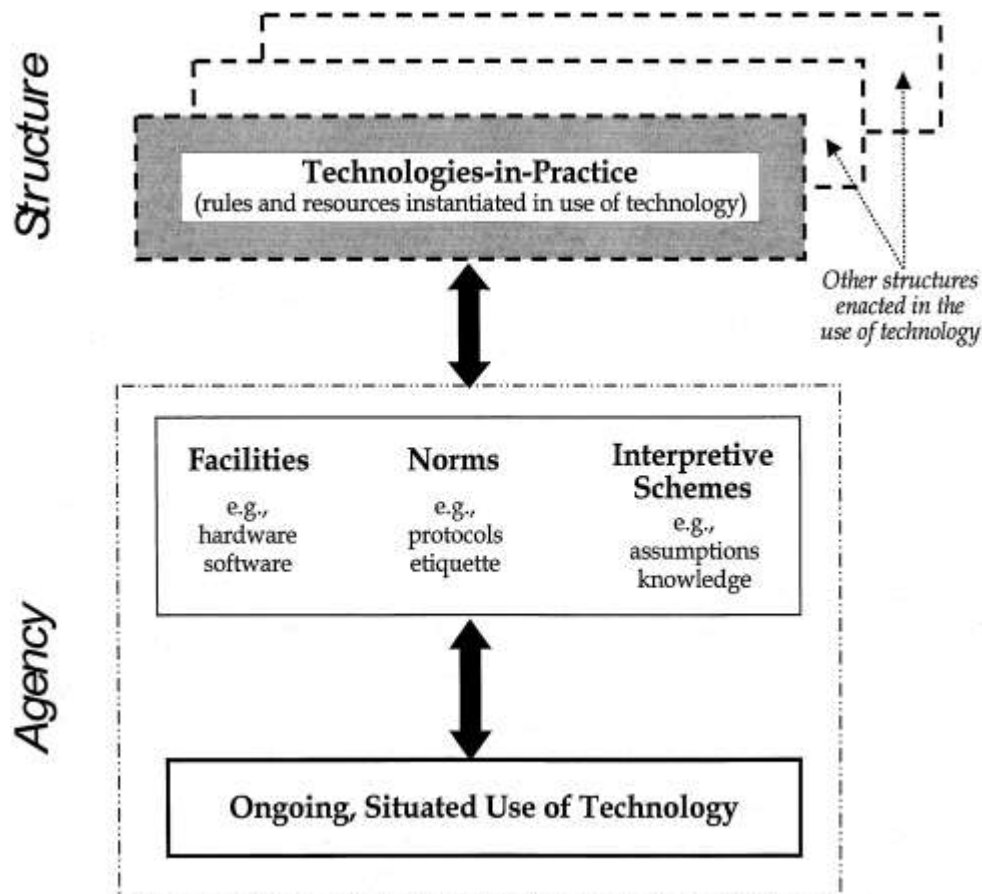 Structure
Technologies-in-Practice
(rules and resources instantiated in use of technology)
Other structures
enacted in the
use of technology
Agency
Facilities
e.g.,
hardware
software
Norms
e.g.,
protocols
etiquette
Interpretive
Schemes
e.g.,
assumptions
knowledge
Ongoing, Situated Use of Technology